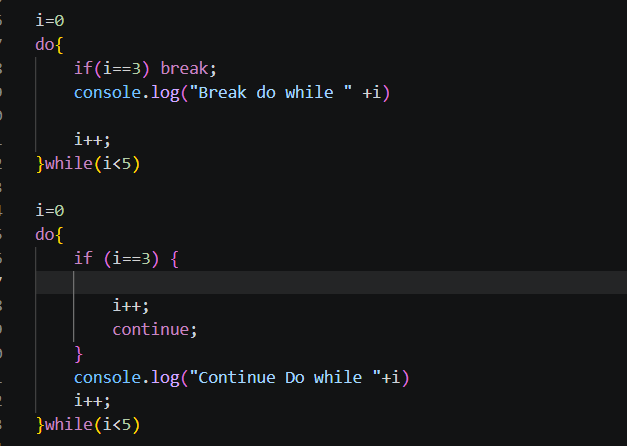 i=0
do{
if(i==3) break;
console.log("Break do while " +i)
i++;
}while(i<5)
i=0
do{
if (i==3) {
i++;
continue;
}
console.log("Continue Do while "+i)
i++;
}while(i<5)